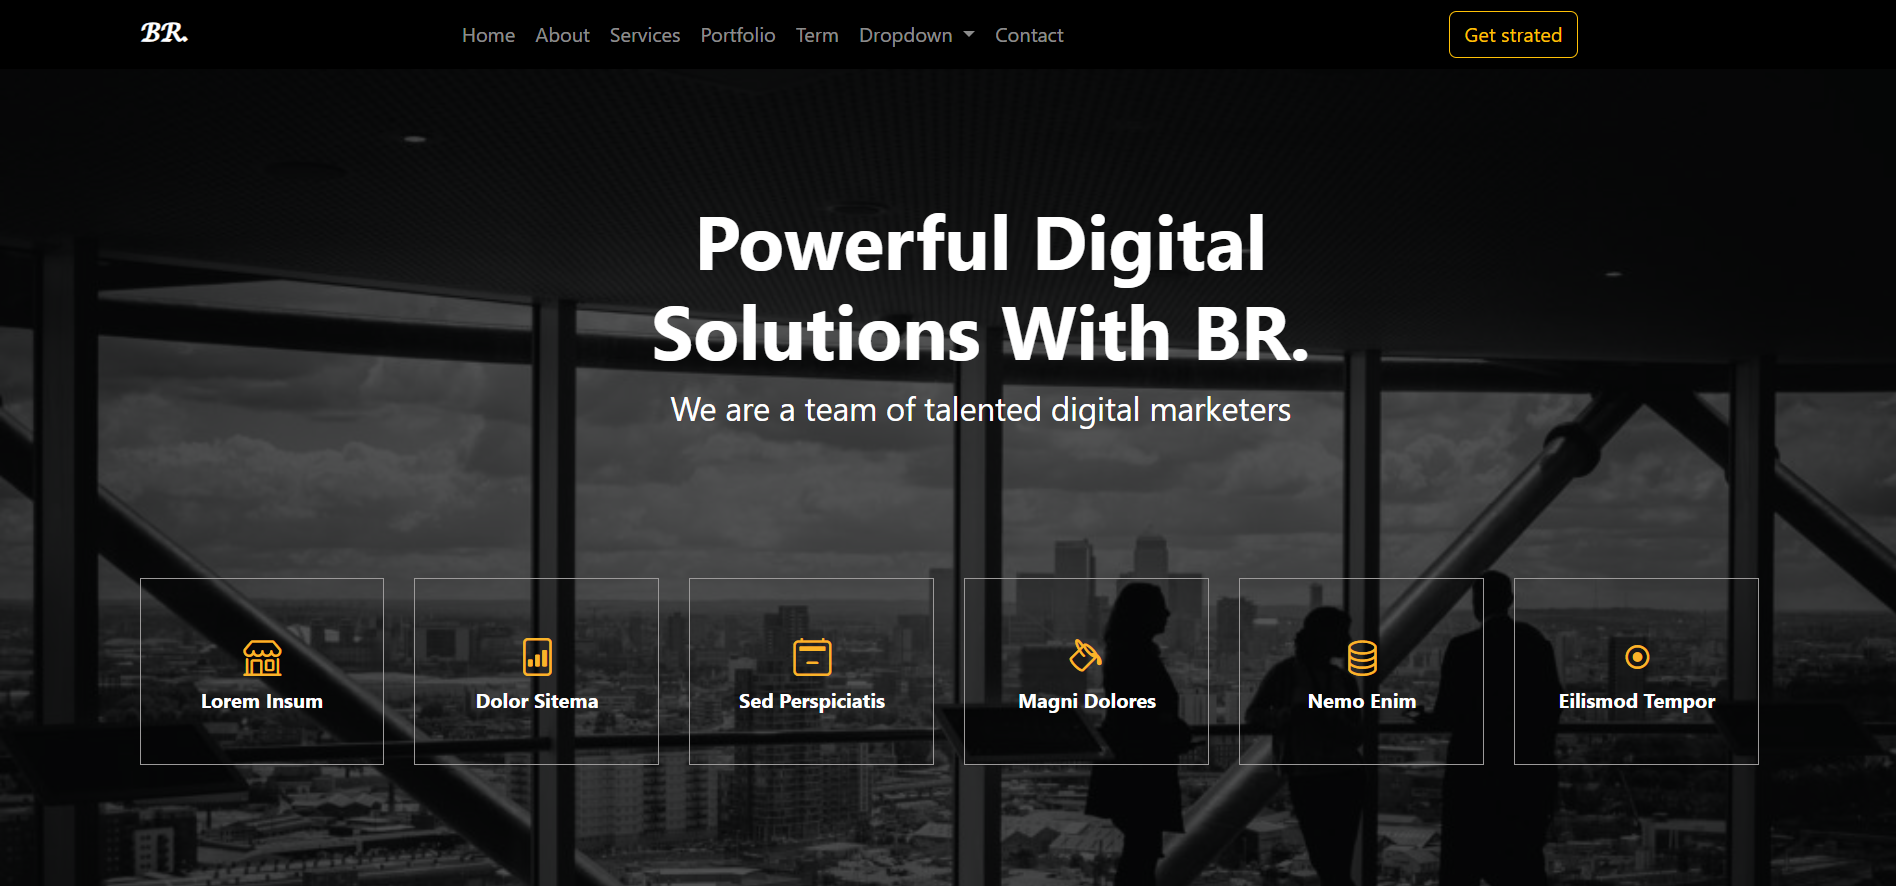 BR.
Home About Services Portfolio Term Dropdown Contact
Get strated
Powerful Digital
Solutions With BR.
We are a team of talented digital marketers
Lorem Insum
Dolor Sitema
Sed Perspiciatis
Magni Dolores
Nemo Enim
Eilismod Tempor